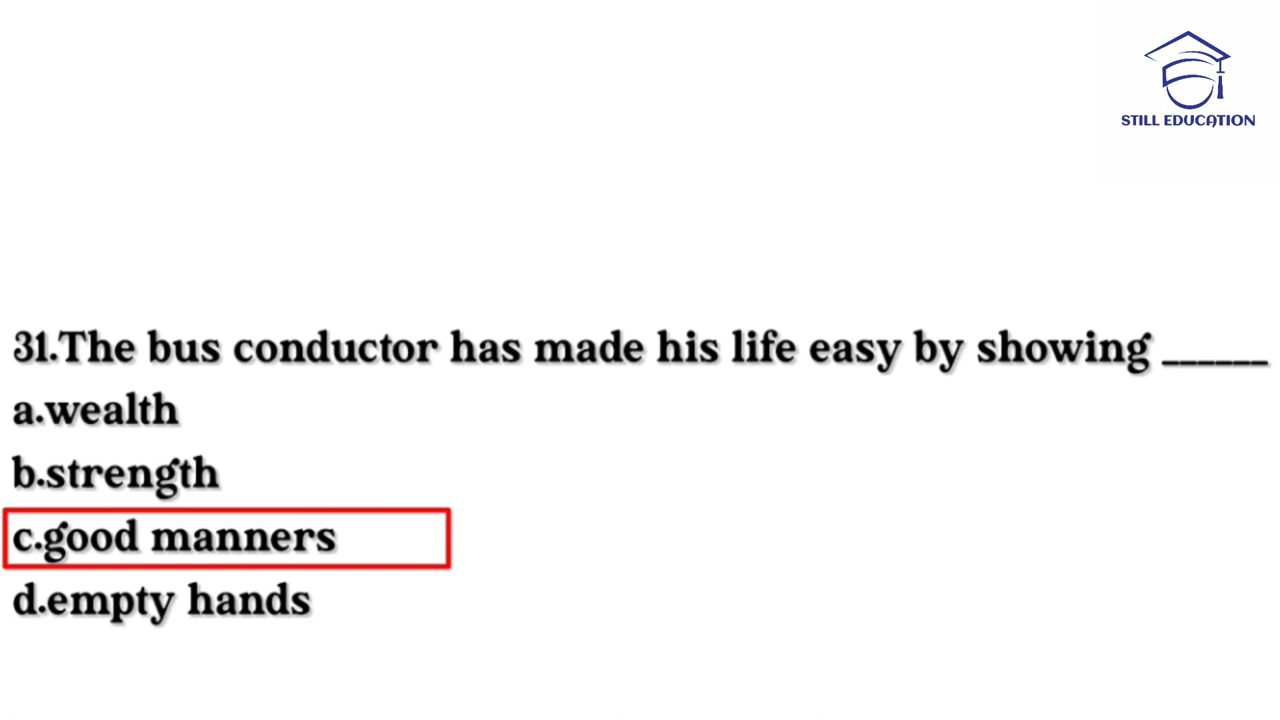 STILL EDUCATION
31.The bus conductor has made his life easy by showing ______
a.wealth
b.strength
c.good manners
d.empty hands